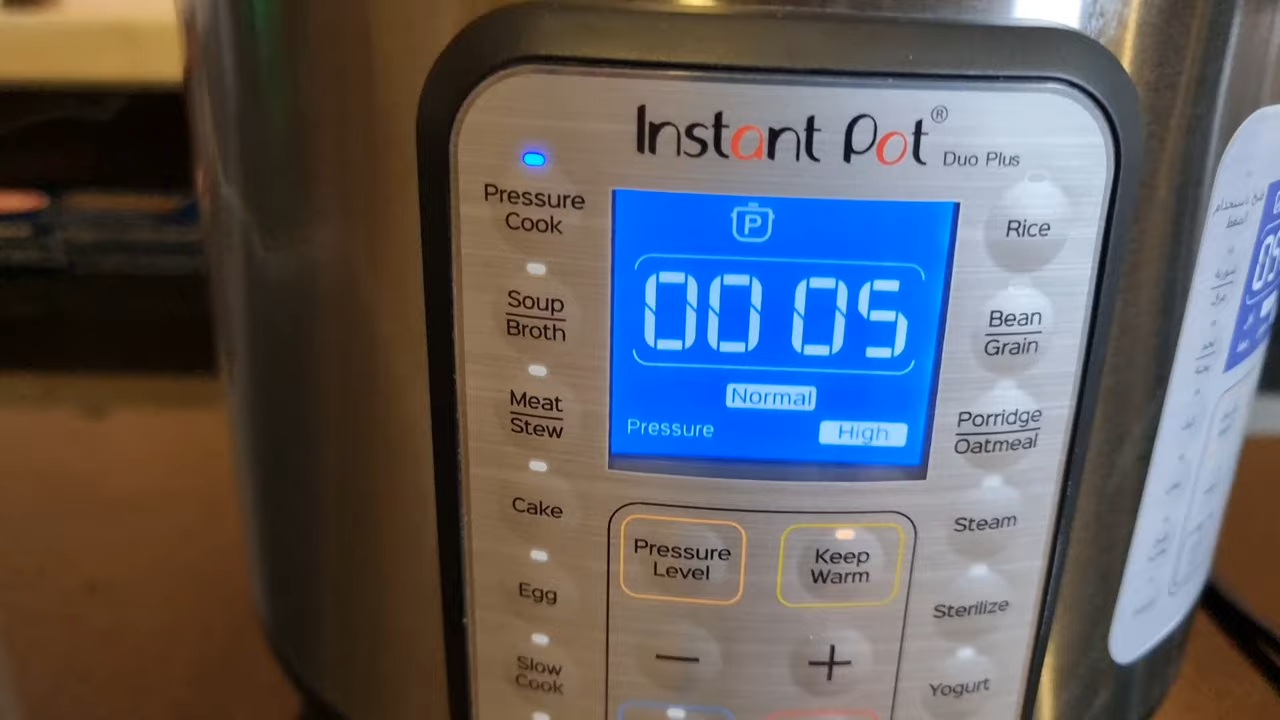 Instant Pot®
Duo Plus
Pressure
Cook
Soup
Broth
Meat
Stew
Cake
Egg
Slow
Cook
P
00 05
Normal
Pressure
High
Pressure
Level
Keep
Warm
−
+
Rice
Bean
Grain
Porridge
Oatmeal
Steam
Sterilize
Yogurt